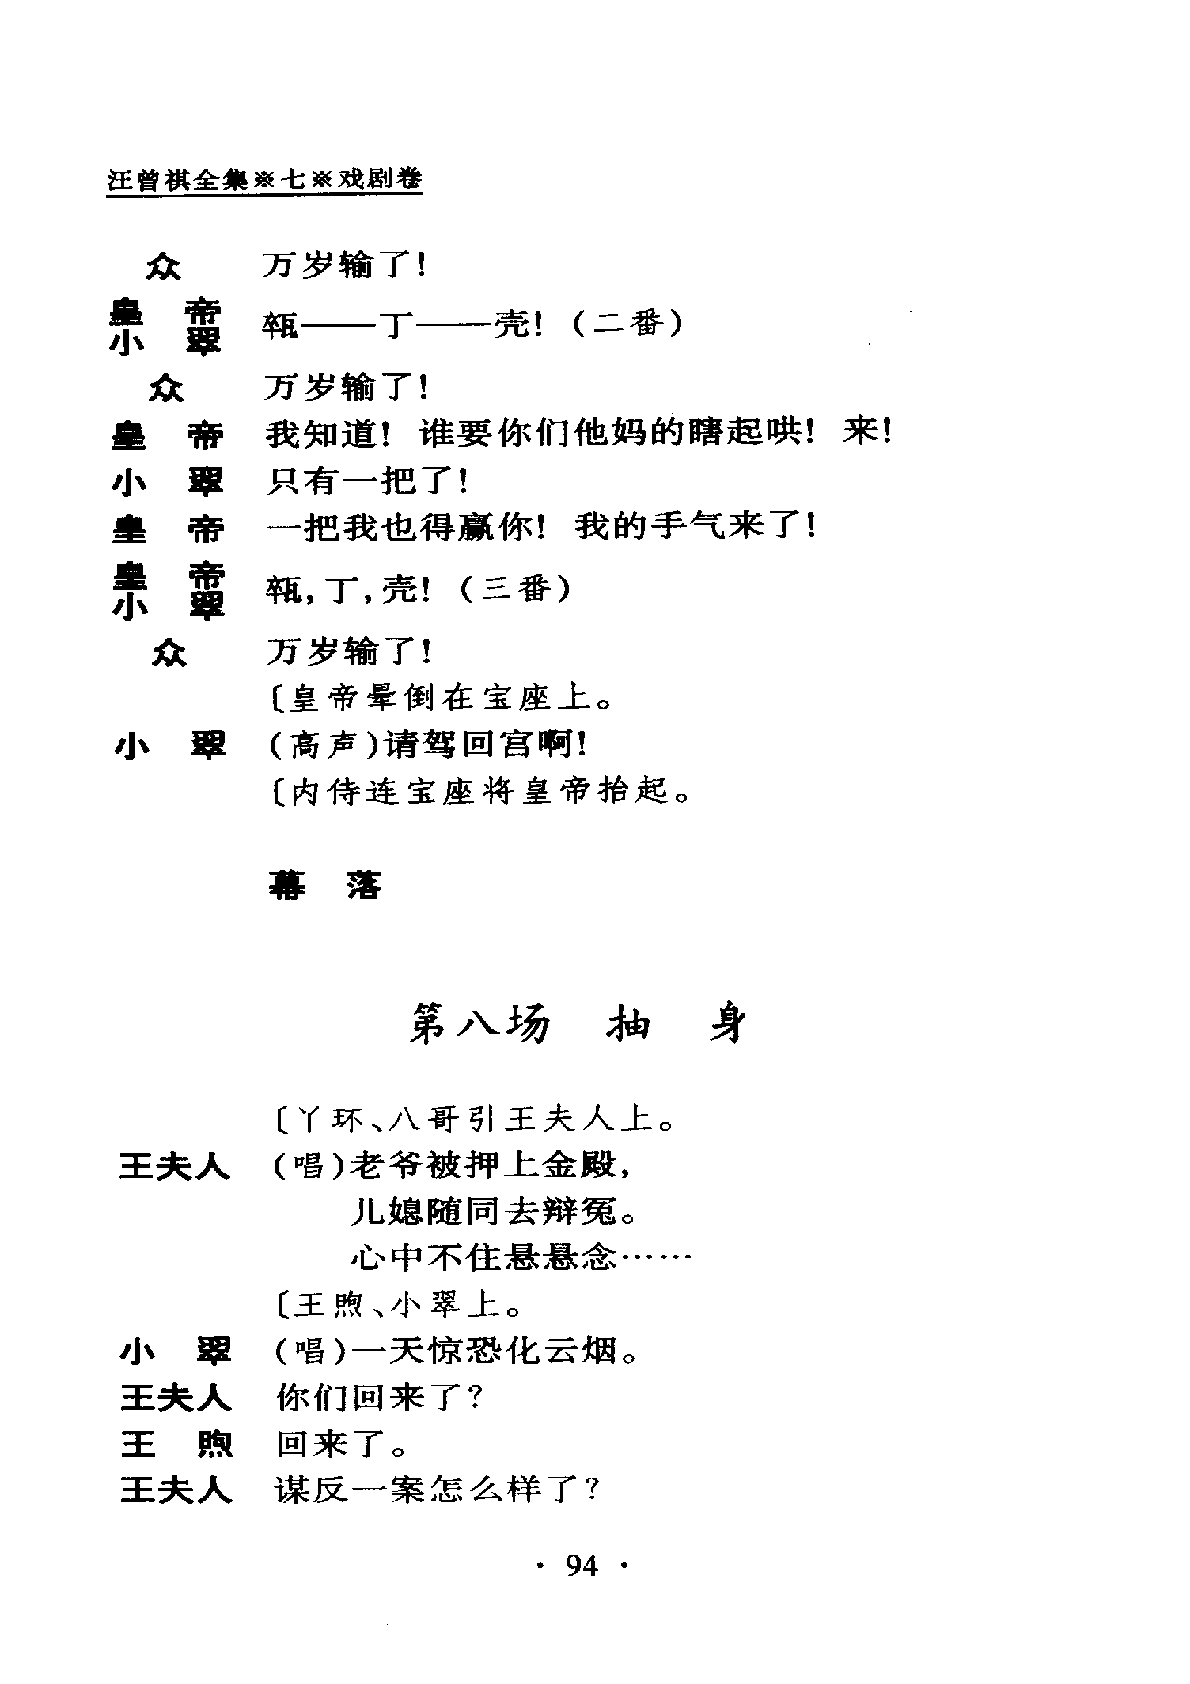 汪曾祺全集※七※戏剧卷
众 万岁输了!
皇 帝
小 翠 瓾——丁——壳!(二番)
众 万岁输了!
皇 帝 我知道! 谁要你们他妈的瞎起哄! 来!
小 翠 只有一把了!
皇 帝 一把我也得赢你! 我的手气来了!
皇 帝
小 翠 ,丁,壳!(三番)
众 万岁输了!
〔皇帝晕倒在宝座上。
小 翠 (高声)请驾回宫啊!
〔内侍连宝座将皇帝抬起。
幕 落
第八场 抽 身
〔丫环、八哥引王夫人上。
王夫人 (唱)老爷被押上金殿,
儿媳随同去辩冤。
心中不住悬悬念……
〔王煦、小翠上。
小 翠 (唱)一天惊恐化云烟。
王夫人 你们回来了?
王 煦 回来了。
王夫人 谋反一案怎么样了?
· 94 ·